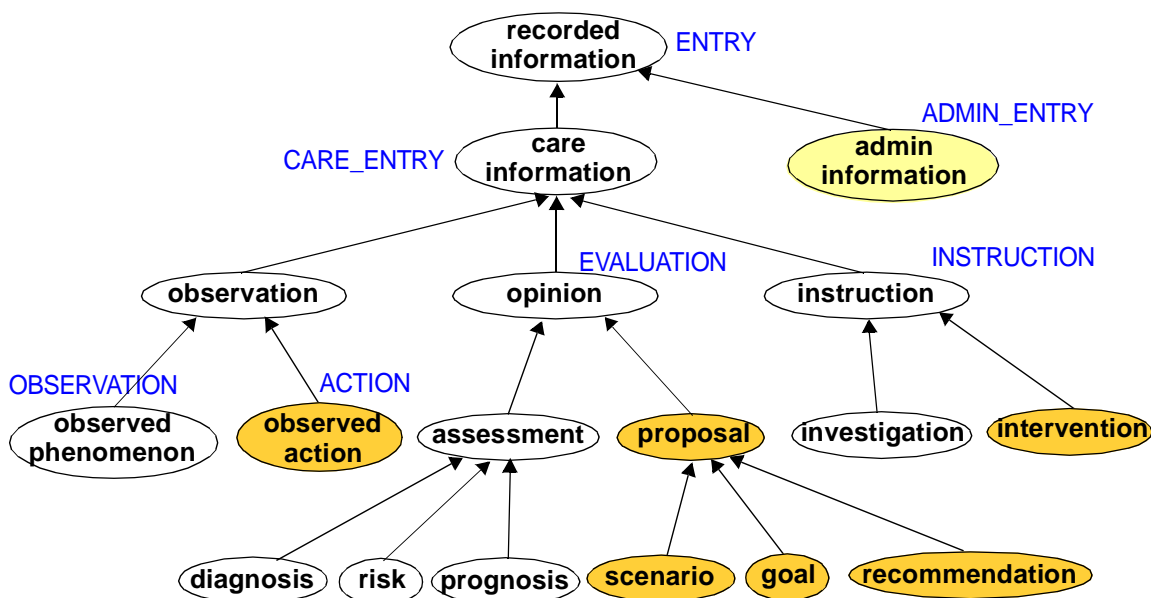 recorded
information
ENTRY
ADMIN_ENTRY
care
information
CARE_ENTRY
admin
information
EVALUATION
INSTRUCTION
observation
opinion
instruction
OBSERVATION
ACTION
observed
phenomenon
observed
action
assessment
proposal
investigation
intervention
diagnosis
risk
prognosis
scenario
goal
recommendation